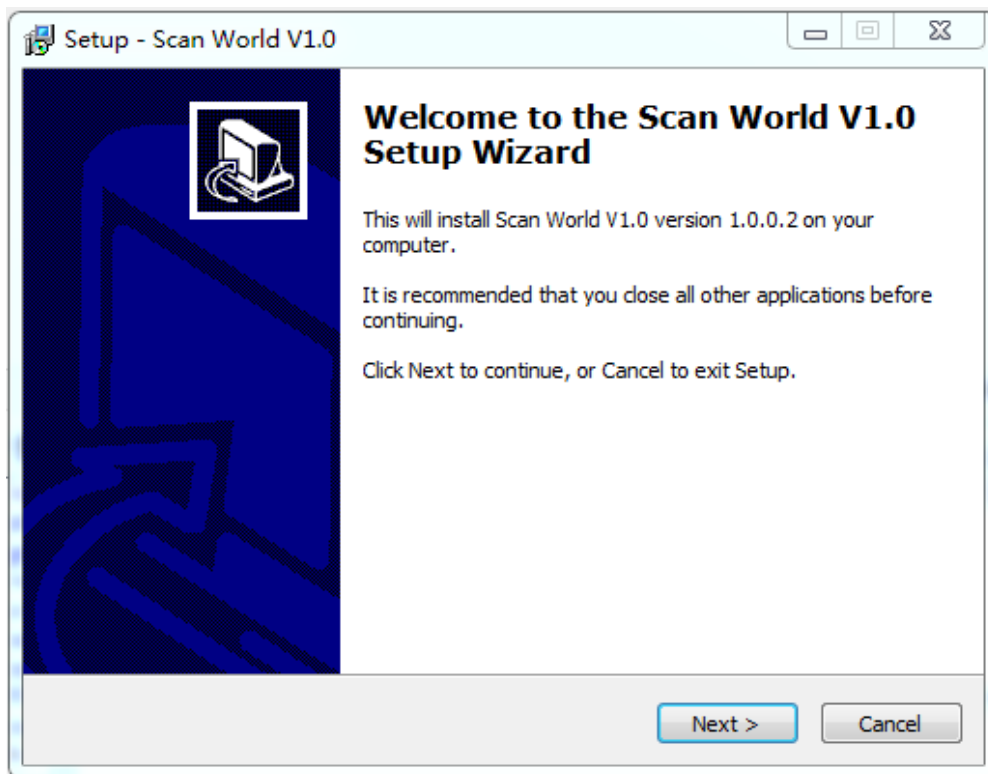 Setup - Scan World V1.0
Welcome to the Scan World V1.0
Setup Wizard
This will install Scan World V1.0 version 1.0.0.2 on your
computer.
It is recommended that you close all other applications before
continuing.
Click Next to continue, or Cancel to exit Setup.
Next >
Cancel